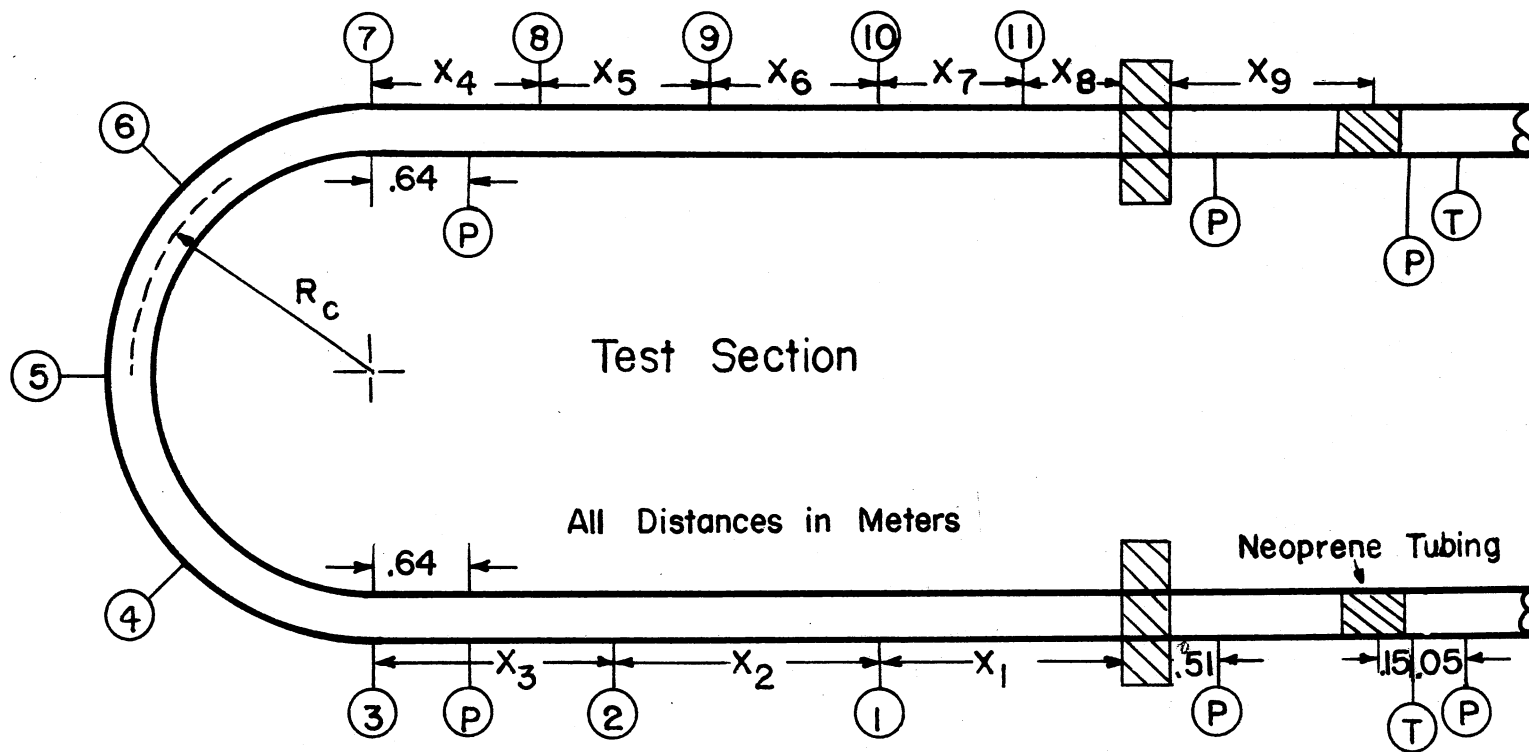 7 8 9 10 11
X4 X5 X6 X7 X8 X9
6
.64
P P P T
Rc
5
Test Section
All Distances in Meters
Neoprene Tubing
.64
4
X3 X2 X1 .51 .15 .05
3 P 2 1 P T P